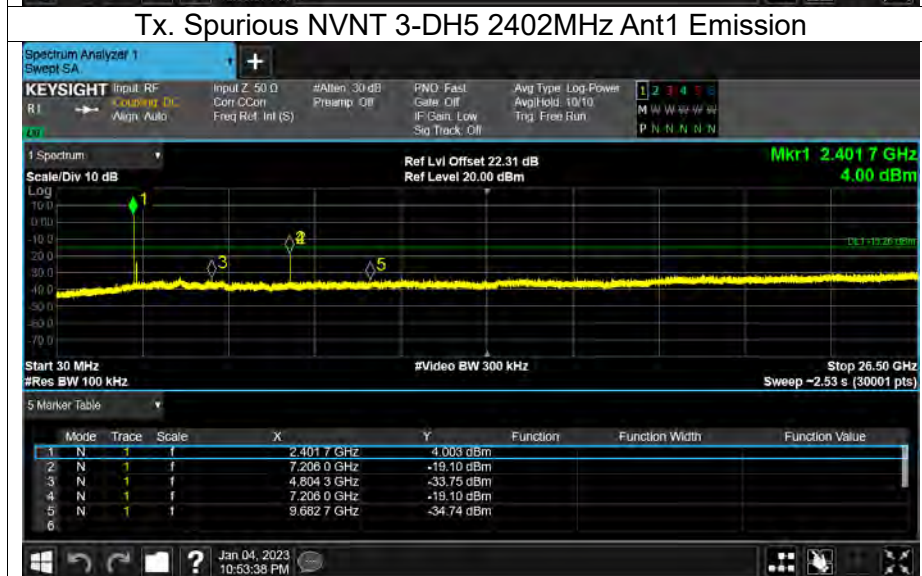 Tx. Spurious NVNT 3-DH5 2402MHz Ant1 Emission
Spectrum Analyzer 1
Swept SA
+
KEYSIGHT Input: RF Input Z: 50 Ω #Atten: 30 dB PNO: Fast Avg Type: Log-Power 1 2 3 4 5 6
R1 Coupling: DC Corr CCorr Preamp: Off Gate: Off Avg|Hold: 10/10 M W W W W W
Align: Auto Freq Ref: Int (S) IF Gain: Low Trig: Free Run
Sig Track: Off P N N N N N
1 Spectrum Ref Lvl Offset 22.31 dB Mkr1 2.401 7 GHz
Scale/Div 10 dB Ref Level 20.00 dBm 4.00 dBm
Log
10.0
0.00
-10.0
-20.0
-30.0
-40.0
-50.0
-60.0
-70.0
1
3
5
Start 30 MHz #Video BW 300 kHz Stop 26.50 GHz
#Res BW 100 kHz Sweep ~2.53 s (30001 pts)
5 Marker Table
Mode Trace Scale X Y Function Function Width Function Value
1 N 1 f 2.401 7 GHz 4.003 dBm
2 N 1 f 7.206 0 GHz -19.10 dBm
3 N 1 f 4.804 3 GHz -33.75 dBm
4 N 1 f 7.206 0 GHz -19.10 dBm
5 N 1 f 9.682 7 GHz -34.74 dBm
6
? Jan 04, 2023
10:53:38 PM